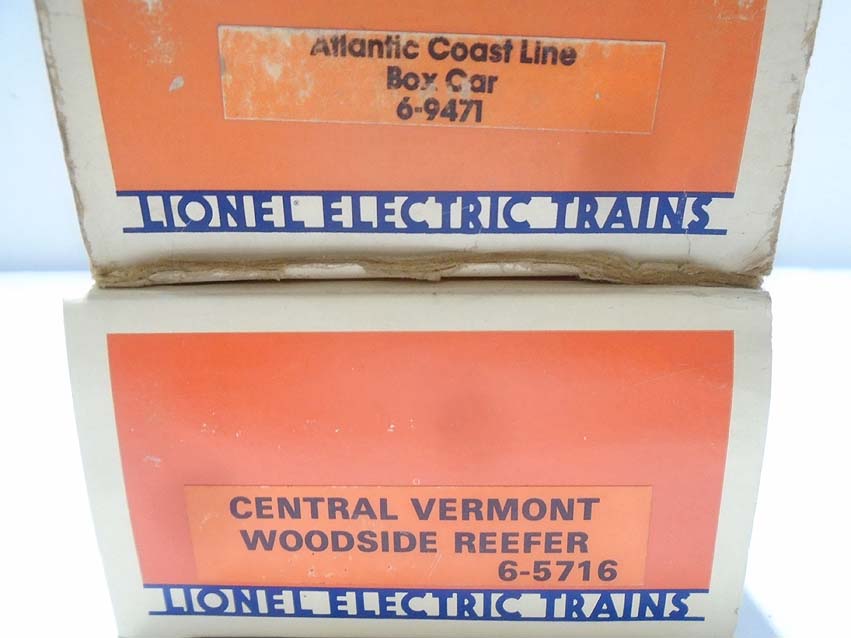 Atlantic Coast Line
Box Car
6-9471
LIONEL ELECTRIC TRAINS
CENTRAL VERMONT
WOODSIDE REEFER
6-5716
LIONEL ELECTRIC TRAINS